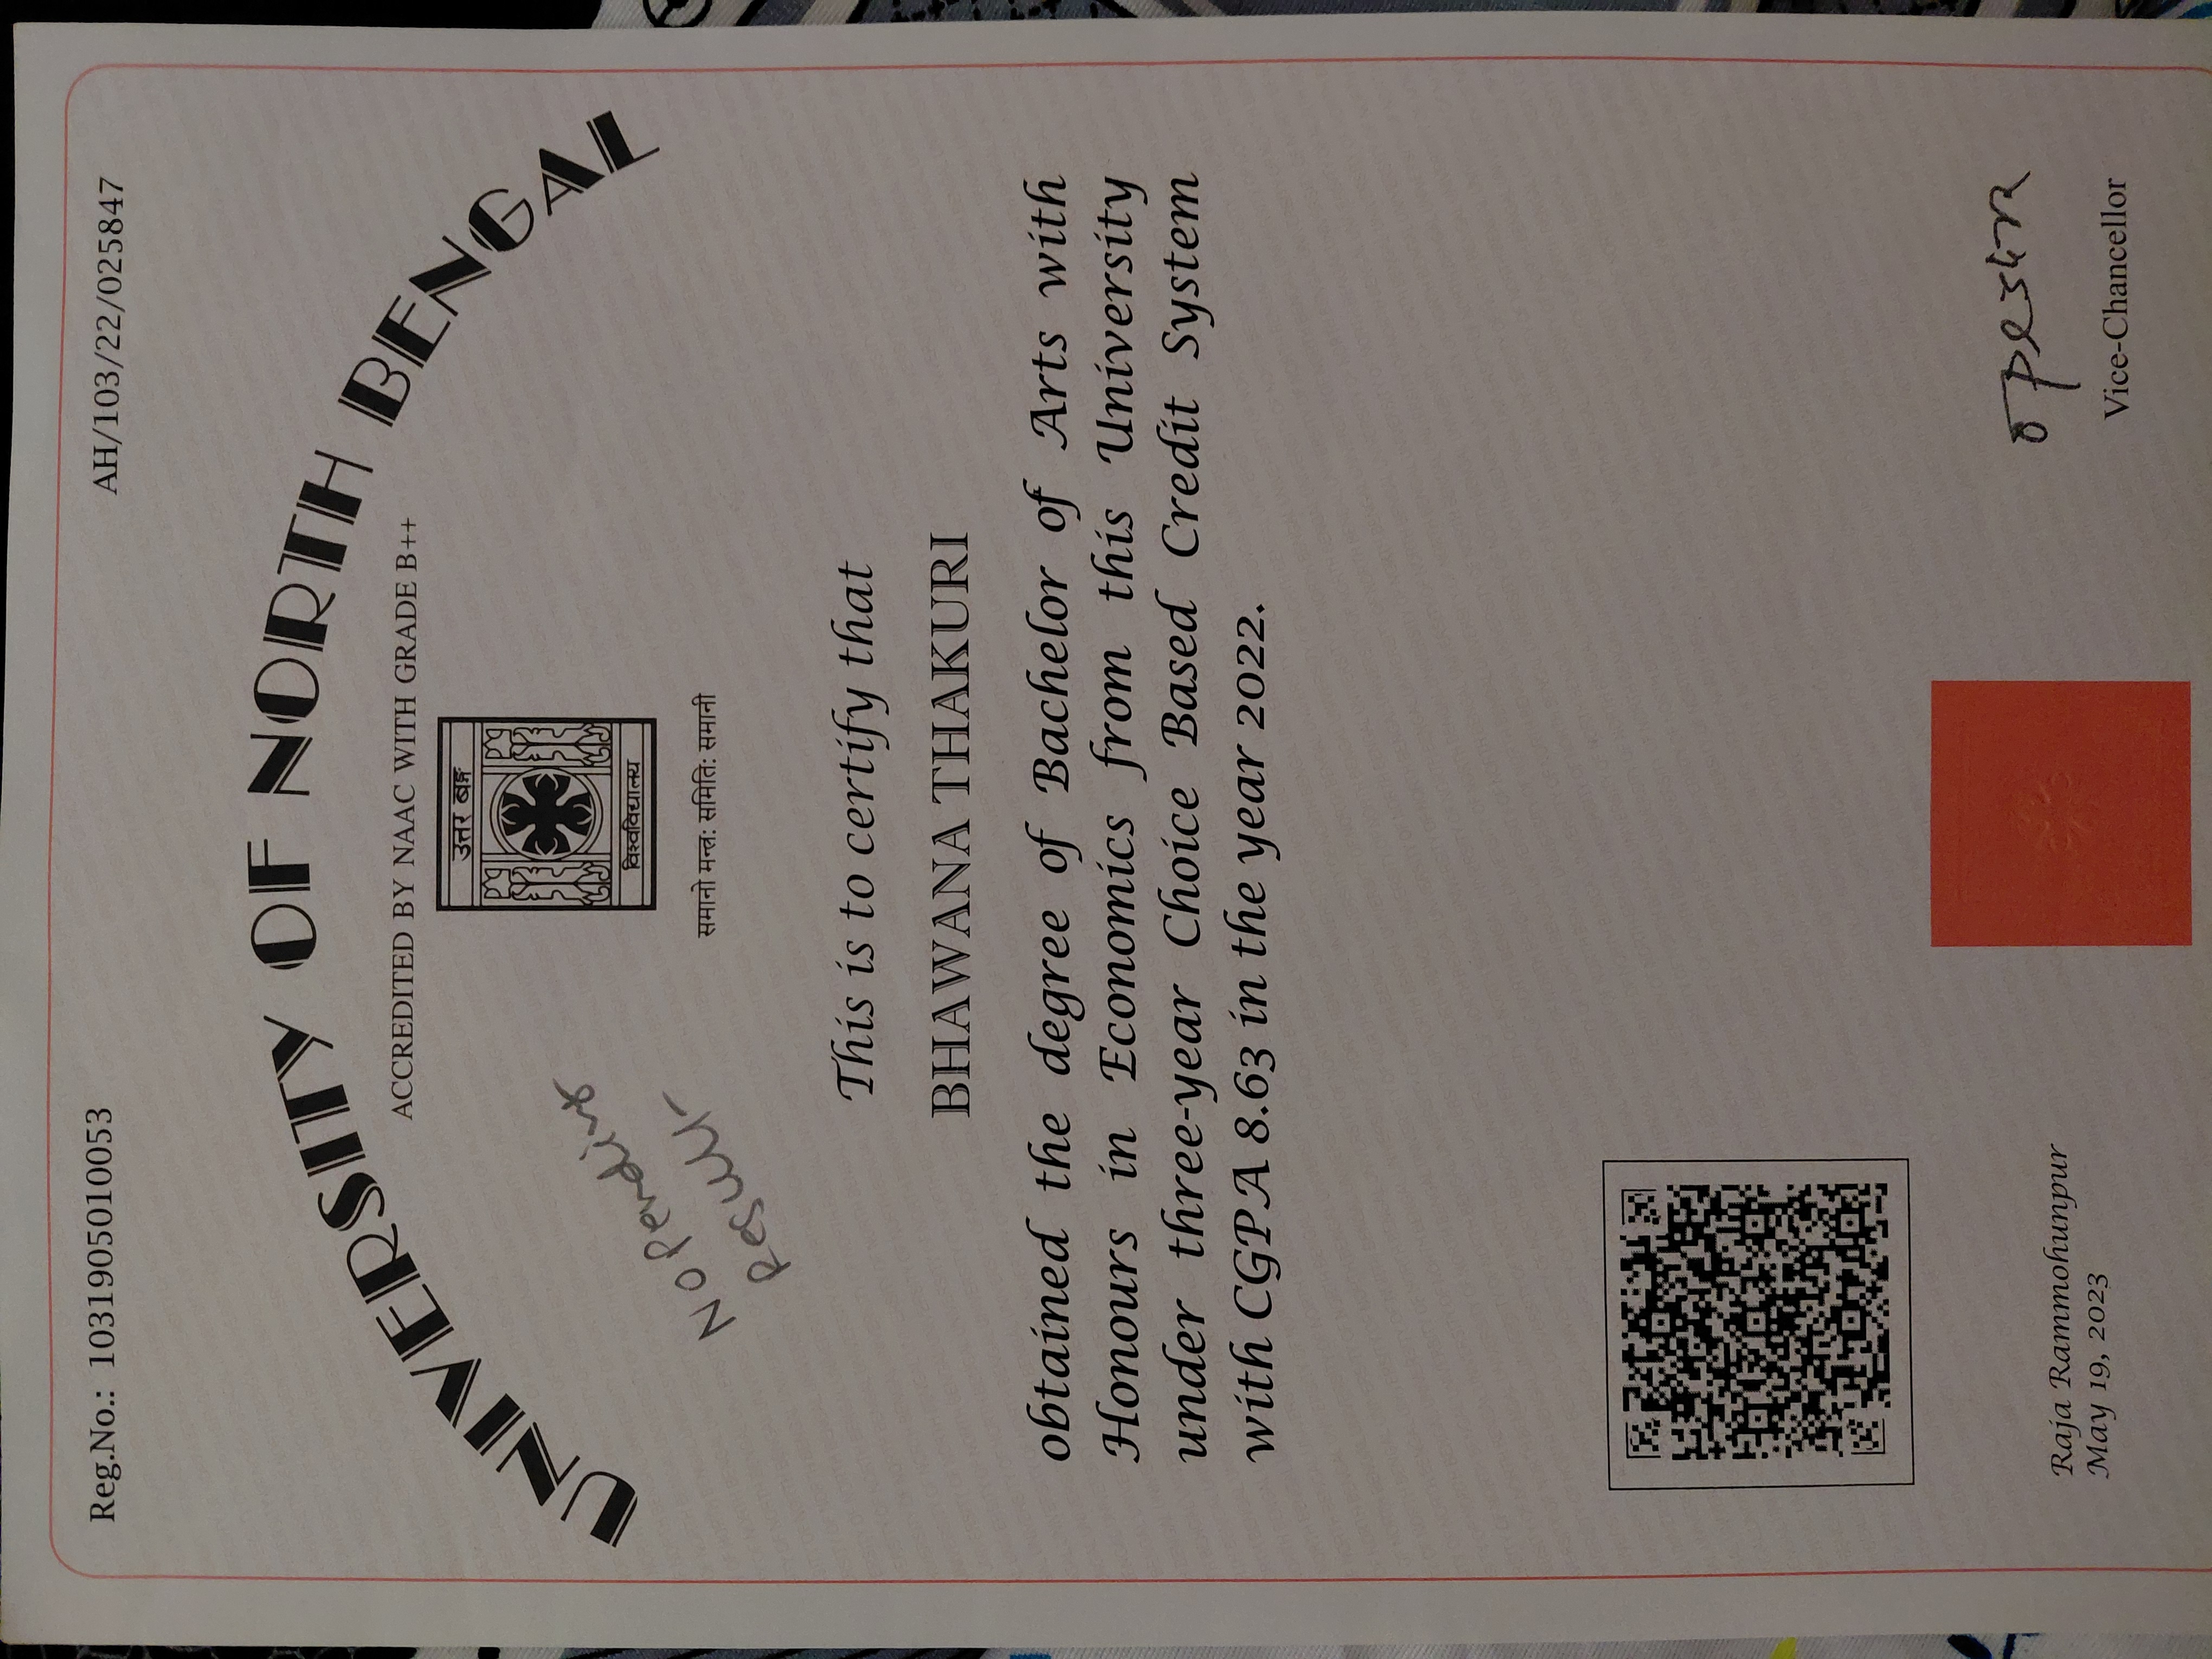 Reg.No.: 1031905010053
AH/103/22/025847
UNIVERSITY OF NORTH BENGAL
ACCREDITED BY NAAC WITH GRADE B++
उत्तर बङ्ग
विश्वविद्यालय
समानो मन्त्र: समिति: समानी
No Pending
Result
This is to certify that
BHAWANA THAKURI
obtained the degree of Bachelor of Arts with
Honours in Economics from this University
under three-year Choice Based Credit System
with CGPA 8.63 in the year 2022.
Raja Rammohunpur
May 19, 2023
Vice-Chancellor